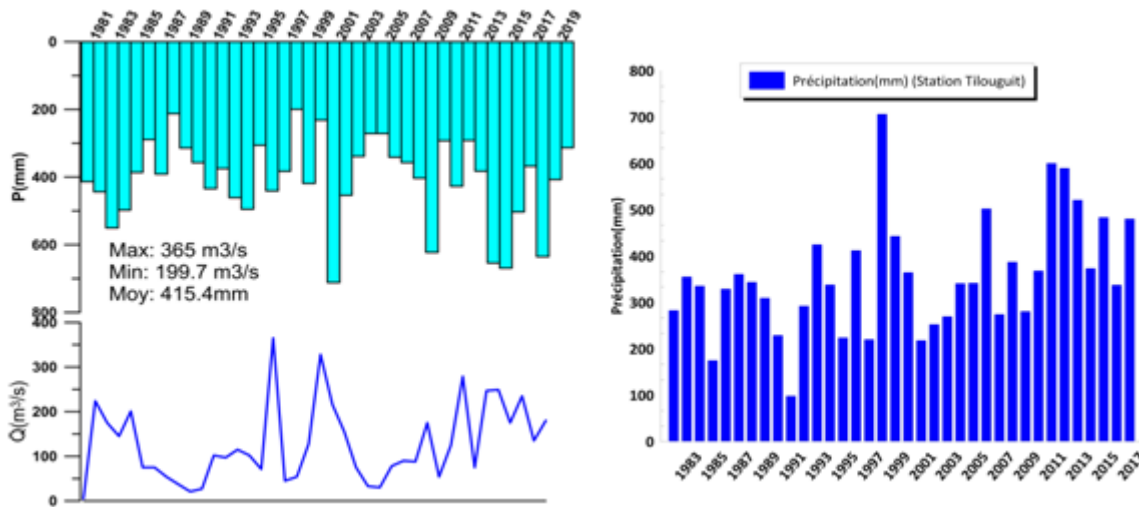 1981 1983 1985 1987 1989 1991 1993 1995 1997 1999 2001 2003 2005 2007 2009 2011 2013 2015 2017 2019
0
200
400
600
800
P(mm)
Max: 365 m3/s
Min: 199.7 m3/s
Moy: 415.4mm
400
300
200
100
0
Q(m³/s)
Précipitation(mm) (Station Tilouguit)
800
700
600
500
400
300
200
100
0
Précipitation(mm)
1983 1985 1987 1989 1991 1993 1995 1997 1999 2001 2003 2005 2007 2009 2011 2013 2015 2017